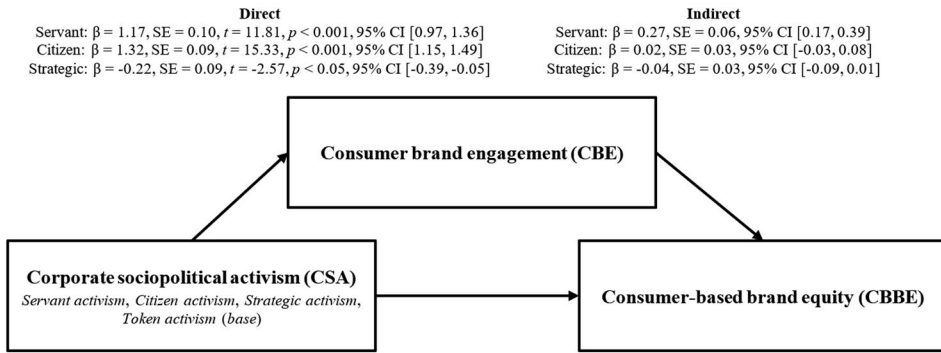 Direct
Servant: β = 1.17, SE = 0.10, t = 11.81, p < 0.001, 95% CI [0.97, 1.36]
Citizen: β = 1.32, SE = 0.09, t = 15.33, p < 0.001, 95% CI [1.15, 1.49]
Strategic: β = -0.22, SE = 0.09, t = -2.57, p < 0.05, 95% CI [-0.39, -0.05]
Indirect
Servant: β = 0.27, SE = 0.06, 95% CI [0.17, 0.39]
Citizen: β = 0.02, SE = 0.03, 95% CI [-0.03, 0.08]
Strategic: β = -0.04, SE = 0.03, 95% CI [-0.09, 0.01]
Consumer brand engagement (CBE)
Corporate sociopolitical activism (CSA)
Servant activism, Citizen activism, Strategic activism,
Token activism (base)
Consumer-based brand equity (CBBE)